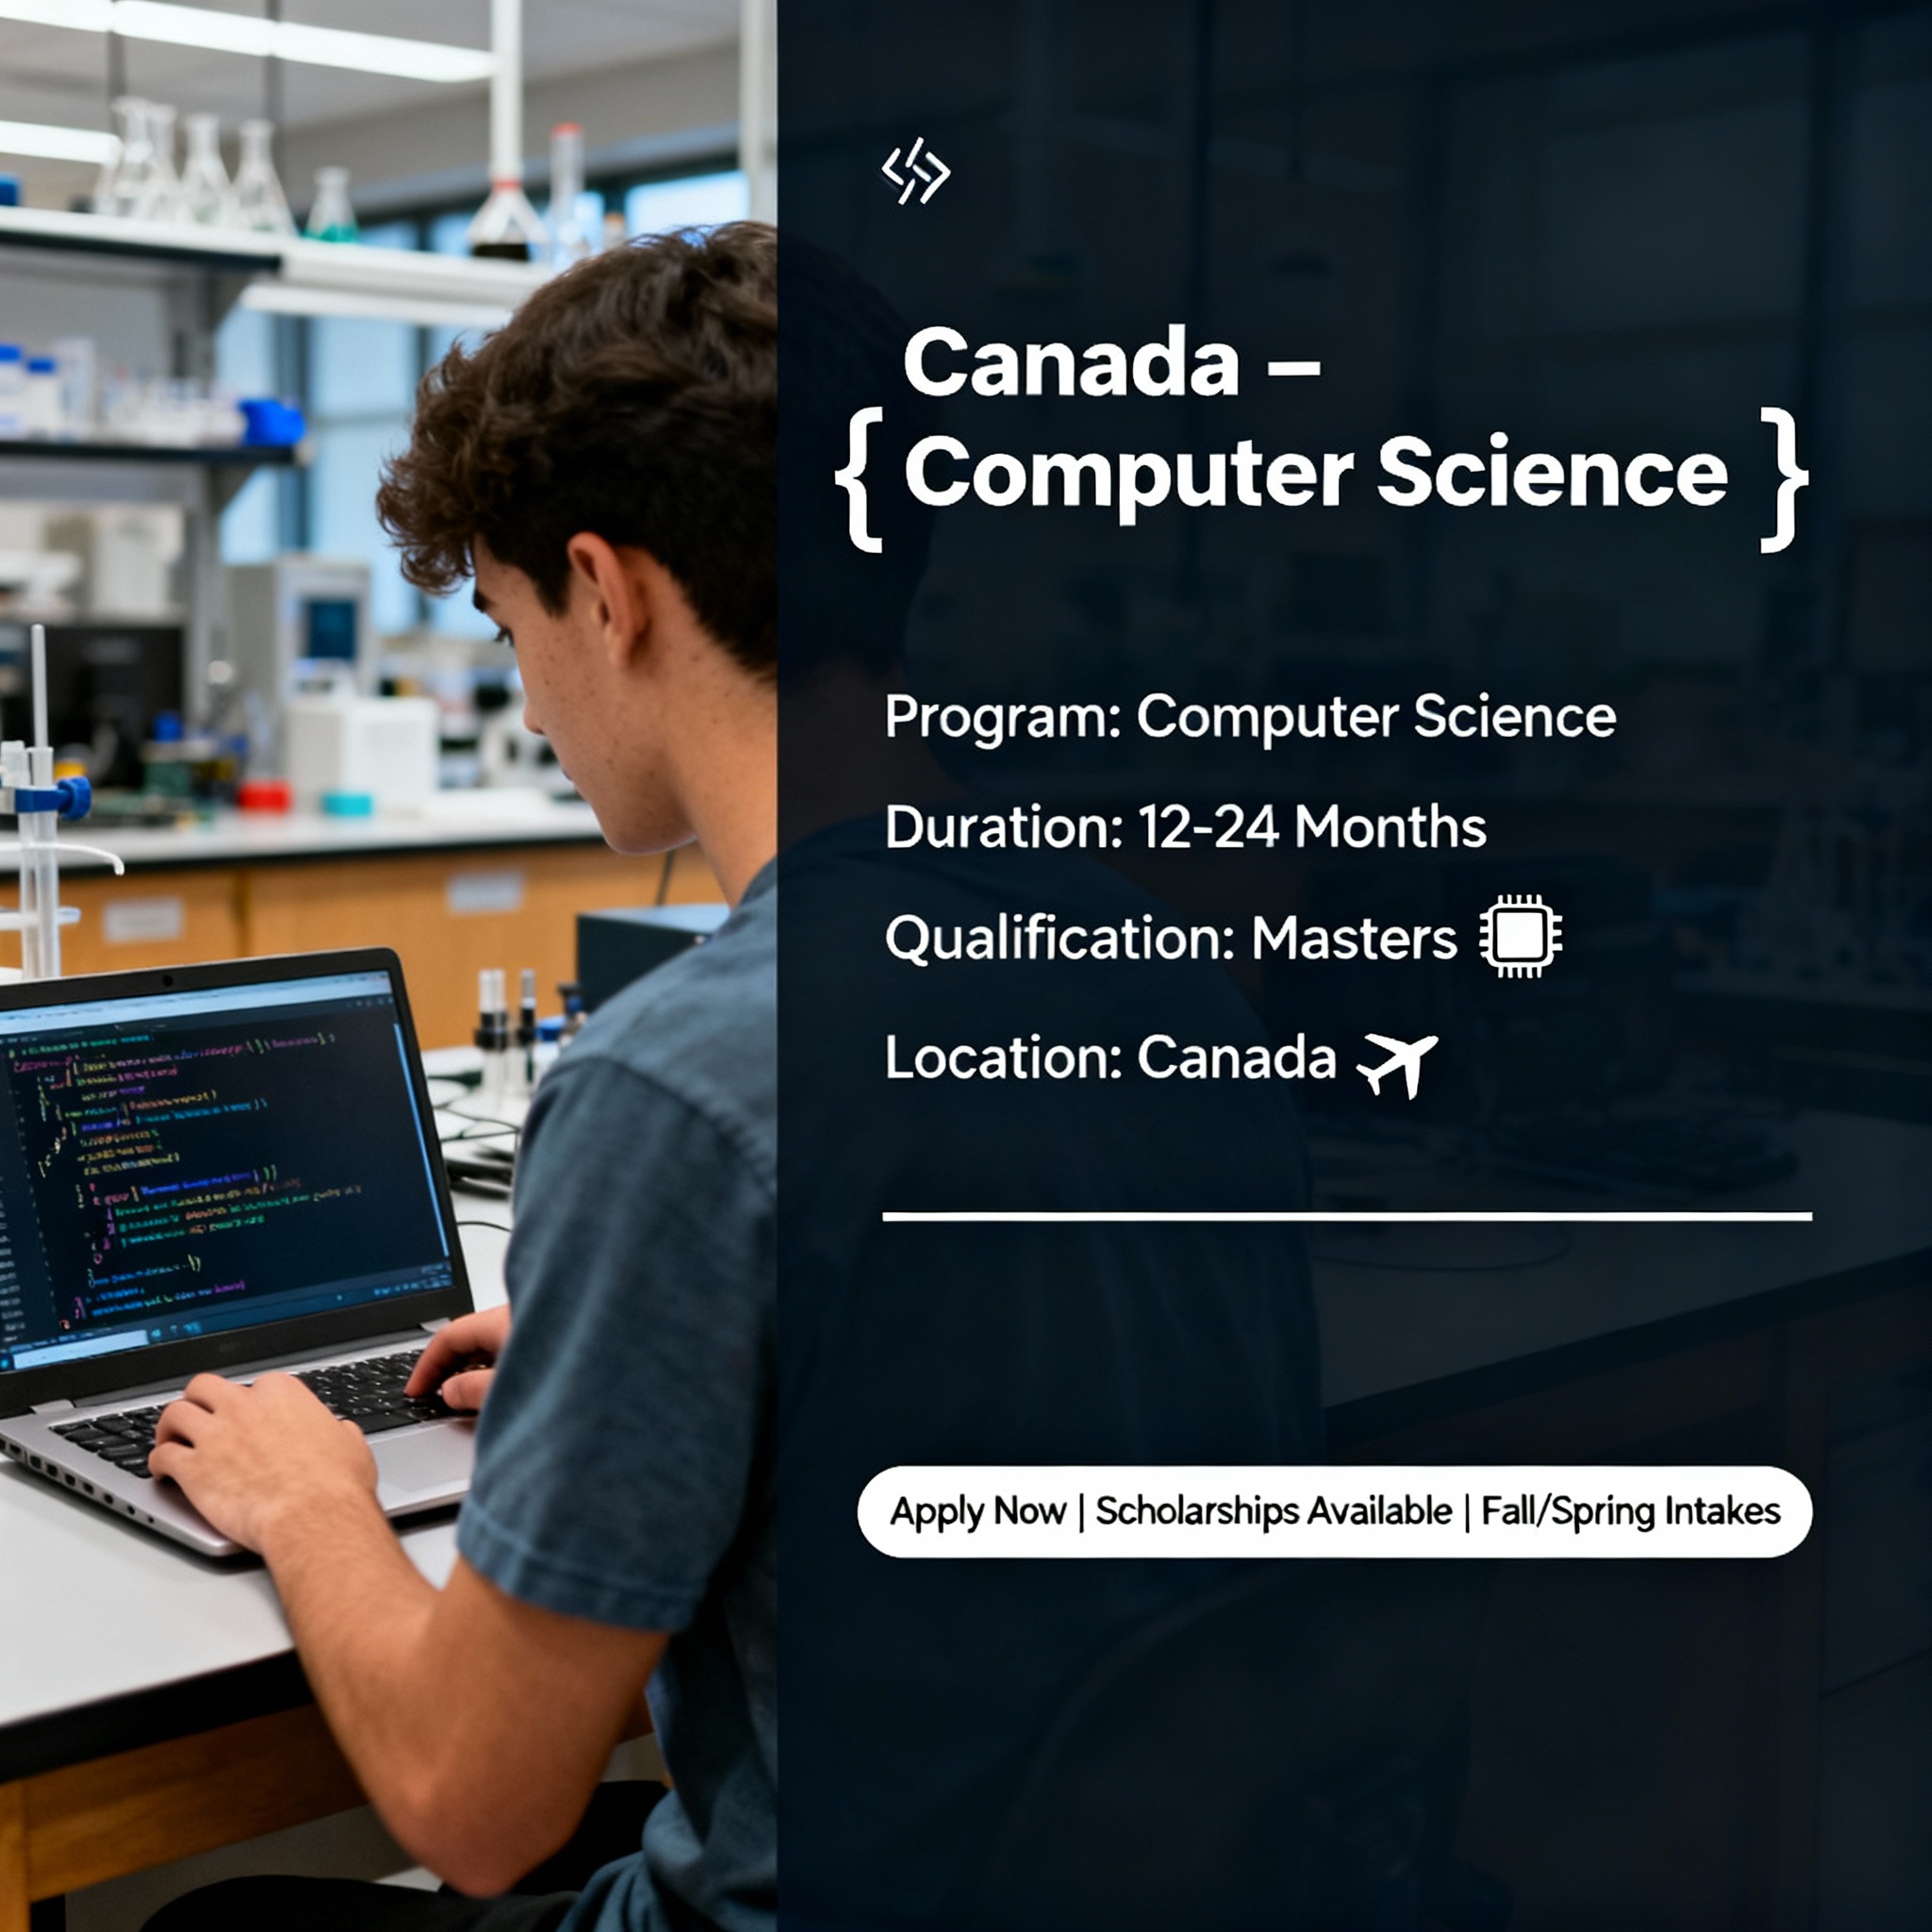 Canada –
{ Computer Science }
Program: Computer Science
Duration: 12-24 Months
Qualification: Masters
Location: Canada
Apply Now | Scholarships Available | Fall/Spring Intakes